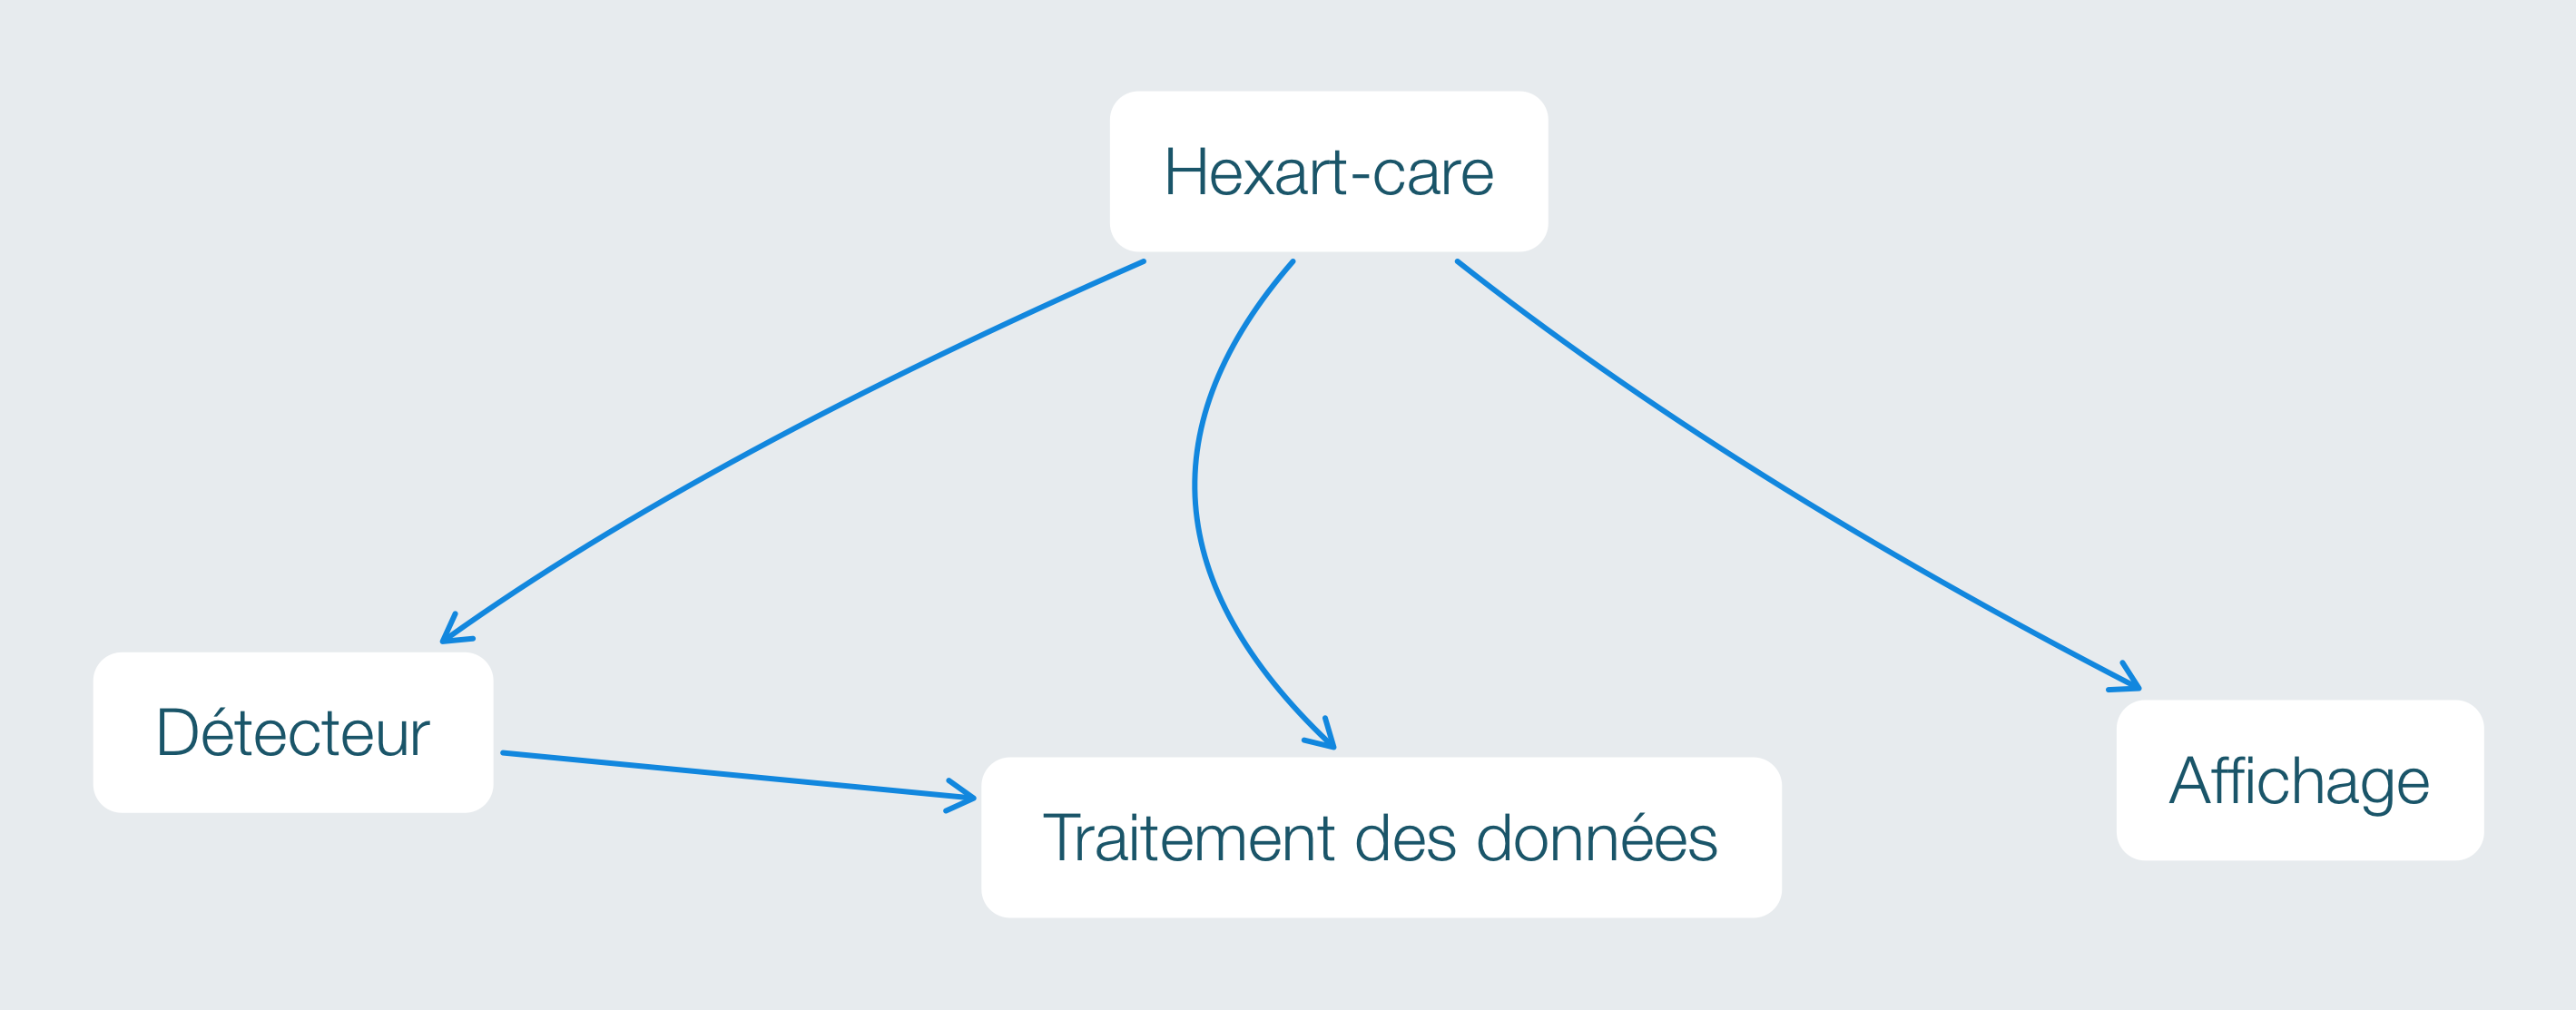 Hexart-care
Détecteur
Traitement des données
Affichage